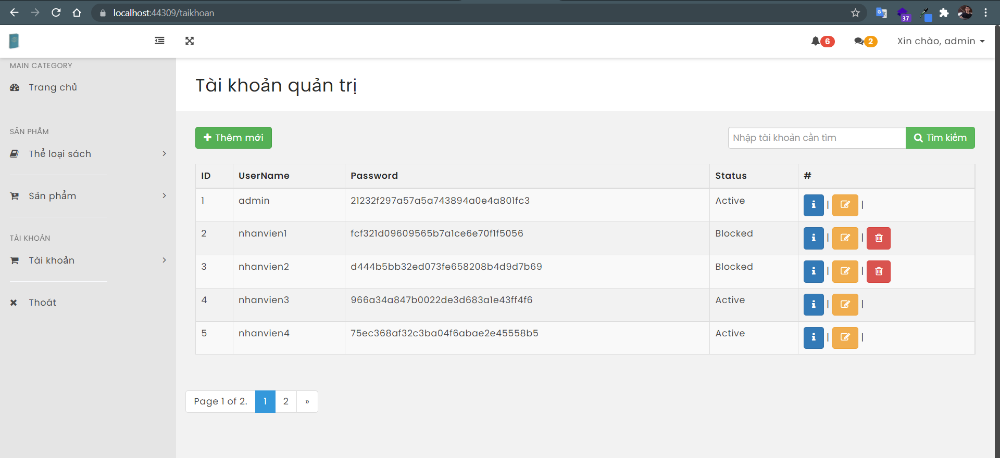 localhost:44309/taikhoan
37
6
2
Xin chào, admin
MAIN CATEGORY
Trang chủ
SẢN PHẨM
Thể loại sách
Sản phẩm
TÀI KHOẢN
Tài khoản
Thoát
Tài khoản quản trị
Thêm mới
Nhập tài khoản cần tìm
Tìm kiếm
ID UserName Password Status #
1 admin 21232f297a57a5a743894a0e4a801fc3 Active | |
2 nhanvien1 fcf321d09609565b7a1ce6e70f1f5056 Blocked | |
3 nhanvien2 d444b5bb32ed073fe658208b4d9d7b69 Blocked | |
4 nhanvien3 966a34a847b0022de3d683a1e43ff4f6 Active | |
5 nhanvien4 75ec368af32c3ba04f6abae2e45558b5 Active | |
Page 1 of 2. 1 2 »